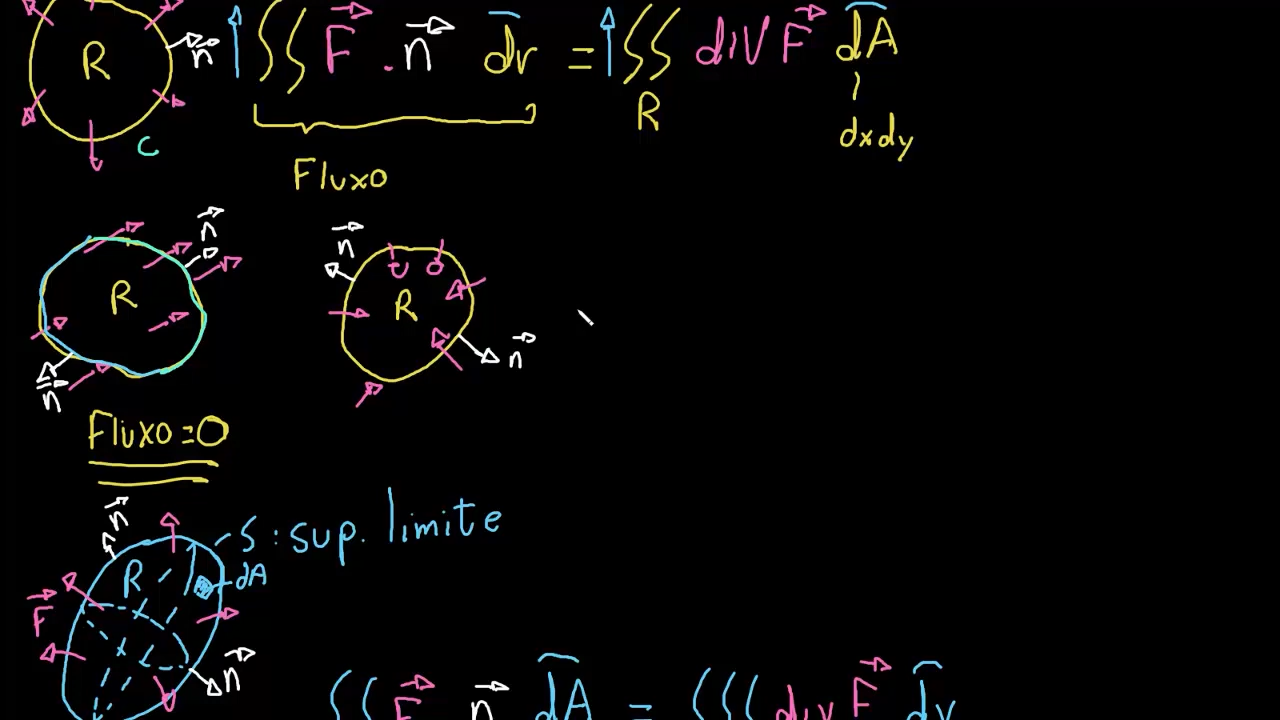 R n⃗ ∬ F⃗ . n⃗ dr = ∬ div F⃗ dA
C R dxdy
Fluxo
n⃗ n⃗
R R
n⃗ n⃗
Fluxo = 0
n⃗ S : sup. limite
R dA
F⃗
n⃗
∬ F⃗ n⃗ dA = ∭ div F⃗ dv